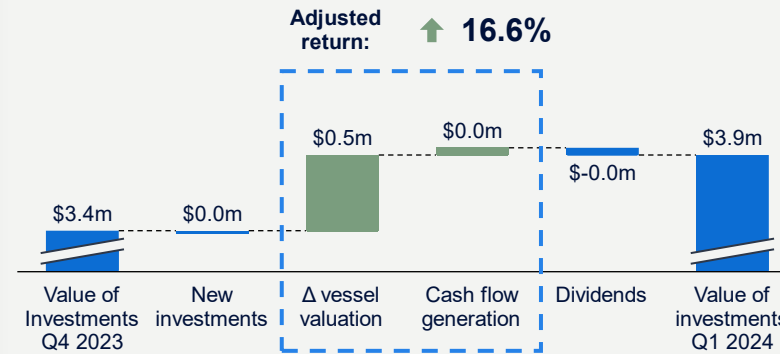 Adjusted
return:
16.6%
$0.5m
$0.0m
$3.9m
$-0.0m
$3.4m
$0.0m
Value of
Investments
Q4 2023
New
investments
Δ vessel
valuation
Cash flow
generation
Dividends
Value of
investments
Q1 2024